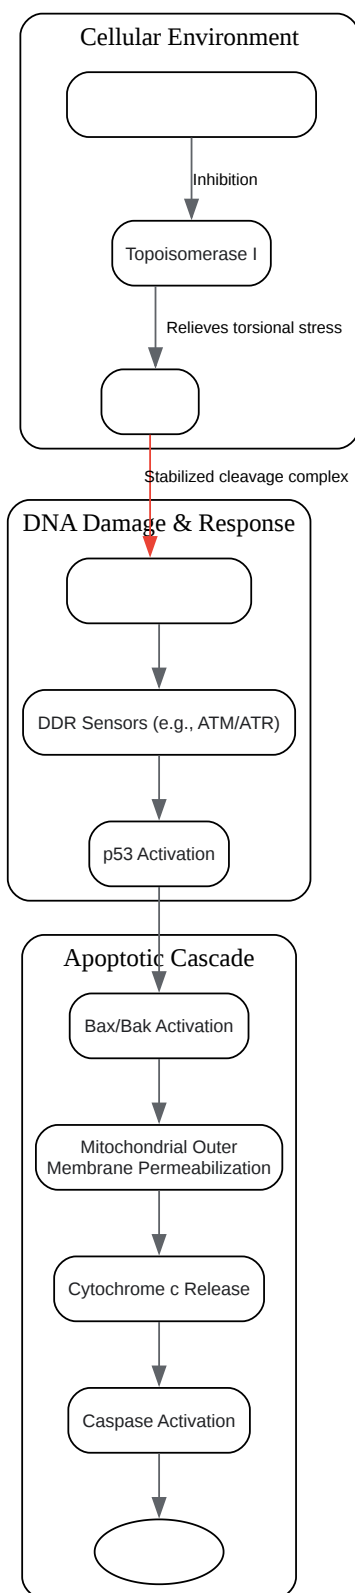 Cellular Environment
Inhibition
Topoisomerase I
Relieves torsional stress
Stabilized cleavage complex
DNA Damage & Response
DDR Sensors (e.g., ATM/ATR)
p53 Activation
Apoptotic Cascade
Bax/Bak Activation
Mitochondrial Outer
Membrane Permeabilization
Cytochrome c Release
Caspase Activation